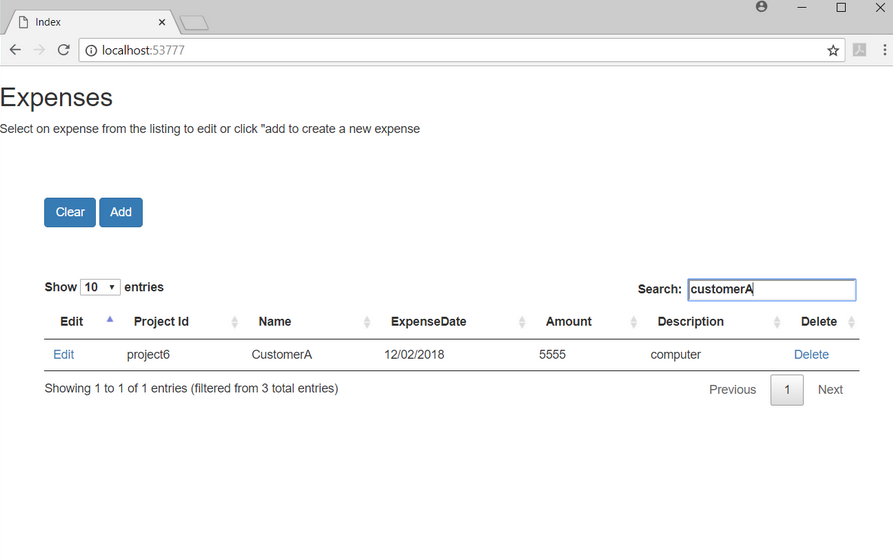 Index
localhost:53777
Expenses
Select on expense from the listing to edit or click "add to create a new expense
Clear Add
Show 10 entries Search: customerA
Edit Project Id Name ExpenseDate Amount Description Delete
Edit project6 CustomerA 12/02/2018 5555 computer Delete
Showing 1 to 1 of 1 entries (filtered from 3 total entries) Previous 1 Next